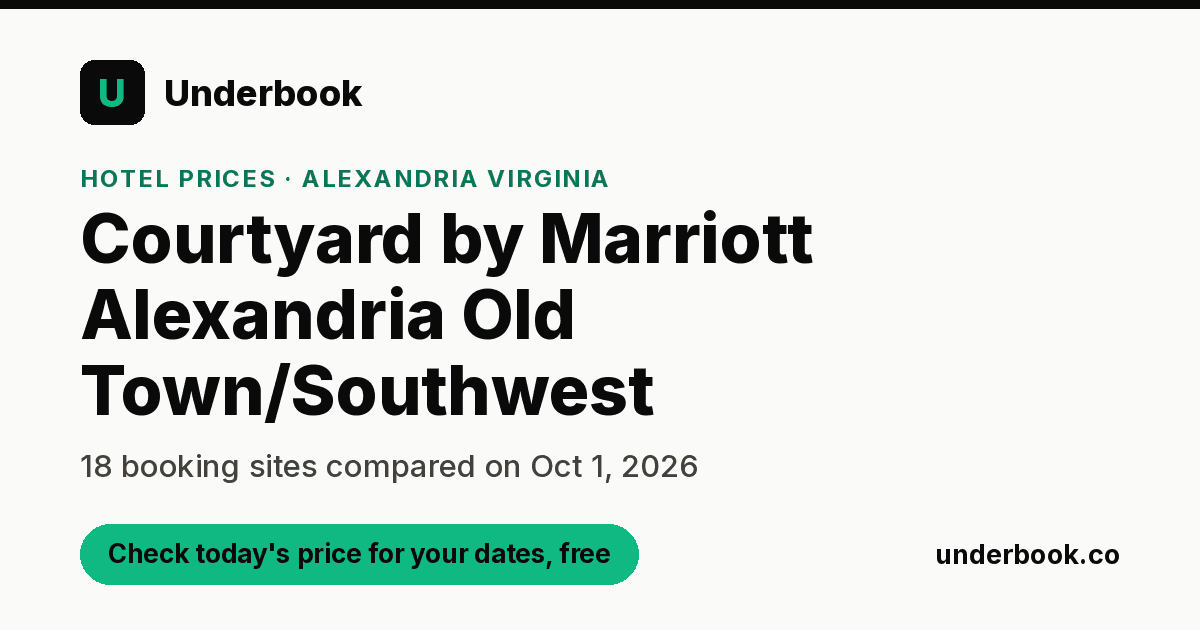 U Underbook
HOTEL PRICES · ALEXANDRIA VIRGINIA
Courtyard by Marriott
Alexandria Old
Town/Southwest
18 booking sites compared on Oct 1, 2026
Check today's price for your dates, free
underbook.co